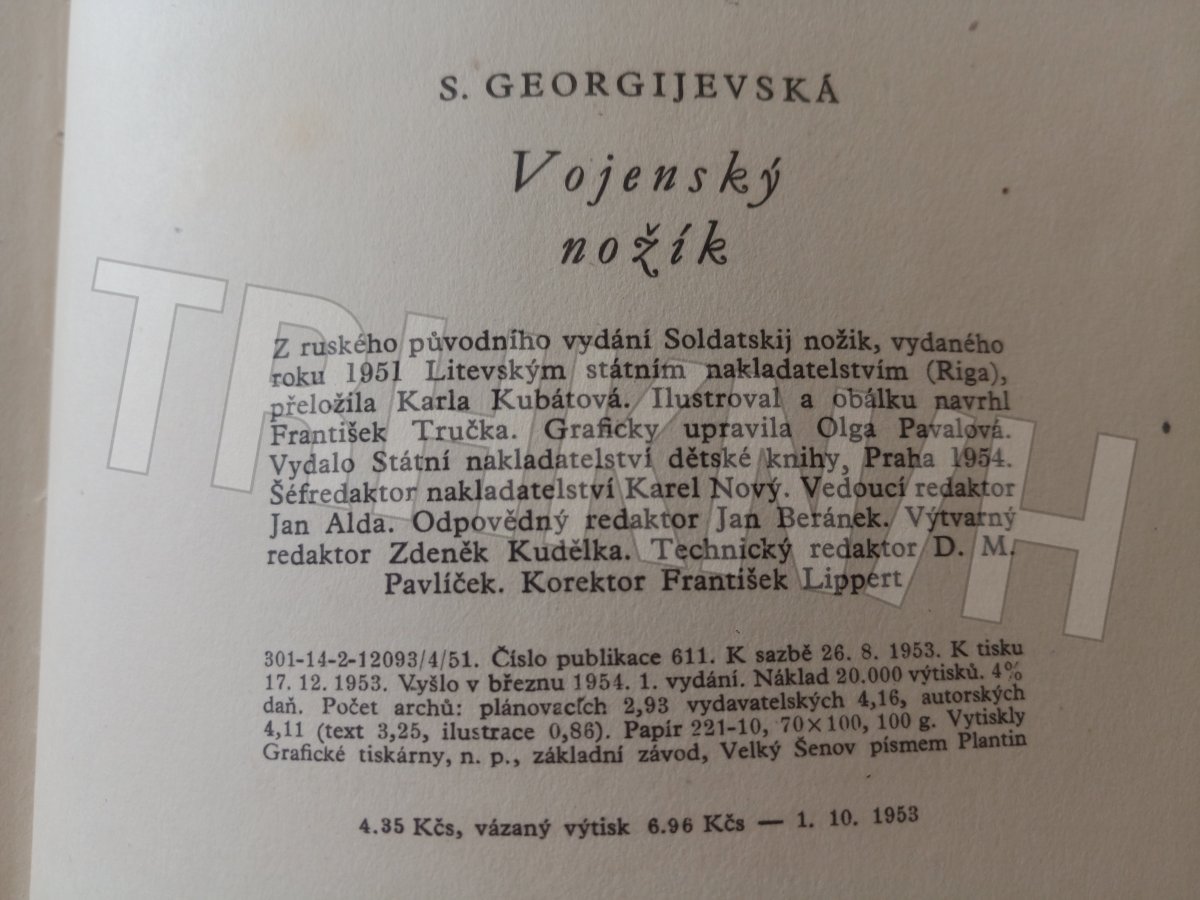 S. GEORGIJEVSKÁ
Vojenský
nožík
Z ruského původního vydání Soldatskij nožik, vydaného
roku 1951 Litevským státním nakladatelstvím (Riga),
přeložila Karla Kubátová. Ilustroval a obálku navrhl
František Tručka. Graficky upravila Olga Pavalová.
Vydalo Státní nakladatelství dětské knihy, Praha 1954.
Šéfredaktor nakladatelství Karel Nový. Vedoucí redaktor
Jan Alda. Odpovědný redaktor Jan Beránek. Výtvarný
redaktor Zdeněk Kudělka. Technický redaktor D. M.
Pavlíček. Korektor František Lippert
301-14-2-12093/4/51. Číslo publikace 611. K sazbě 26. 8. 1953. K tisku
17. 12. 1953. Vyšlo v březnu 1954. 1. vydání. Náklad 20.000 výtisků. 4%
daň. Počet archů: plánovacích 2,93 vydavatelských 4,16, autorských
4,11 (text 3,25, ilustrace 0,86). Papír 221-10, 70×100, 100 g. Vytiskly
Grafické tiskárny, n. p., základní závod, Velký Šenov písmem Plantin
4.35 Kčs, vázaný výtisk 6.96 Kčs — 1. 10. 1953